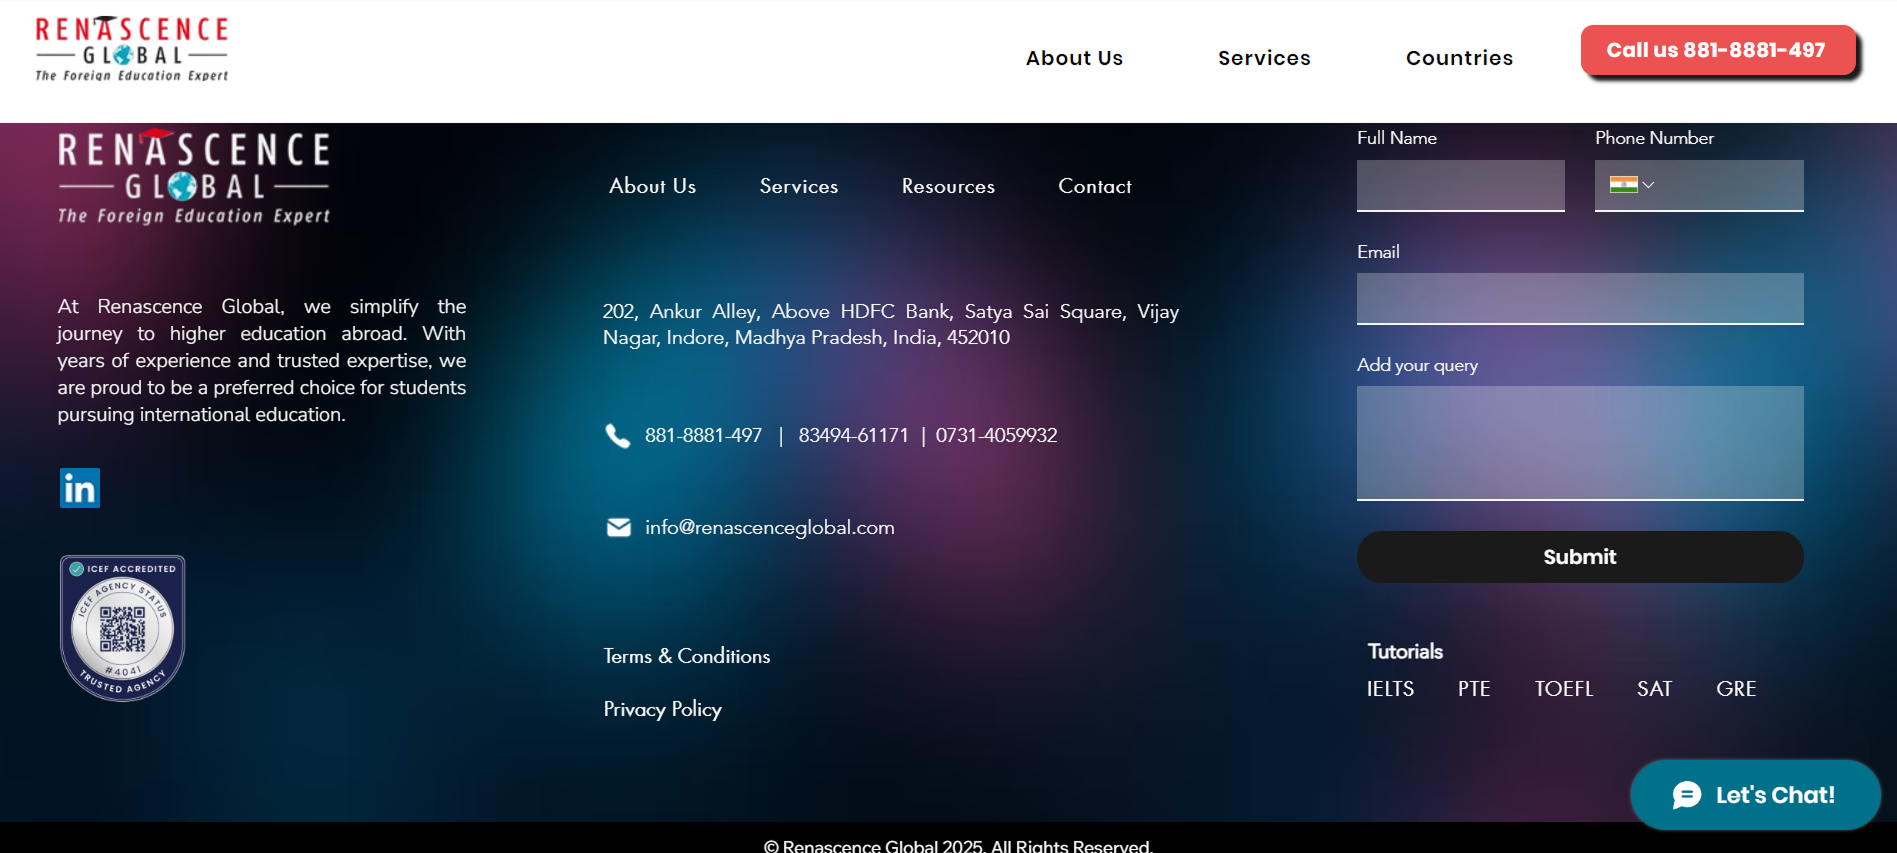 RENASCENCE
GLOBAL
The Foreign Education Expert
About Us
Services
Countries
Call us 881-8881-497
RENASCENCE
GLOBAL
The Foreign Education Expert
At Renascence Global, we simplify the
journey to higher education abroad. With
years of experience and trusted expertise, we
are proud to be a preferred choice for students
pursuing international education.
in
ICEF ACCREDITED
ICEF AGENCY STATUS
#4041
TRUSTED AGENCY
About Us
Services
Resources
Contact
202, Ankur Alley, Above HDFC Bank, Satya Sai Square, Vijay
Nagar, Indore, Madhya Pradesh, India, 452010
881-8881-497 | 83494-61171 | 0731-4059932
info@renascenceglobal.com
Terms & Conditions
Privacy Policy
Full Name
Phone Number
Email
Add your query
Submit
Tutorials
IELTS PTE TOEFL SAT GRE
Let's Chat!
© Renascence Global 2025. All Rights Reserved.